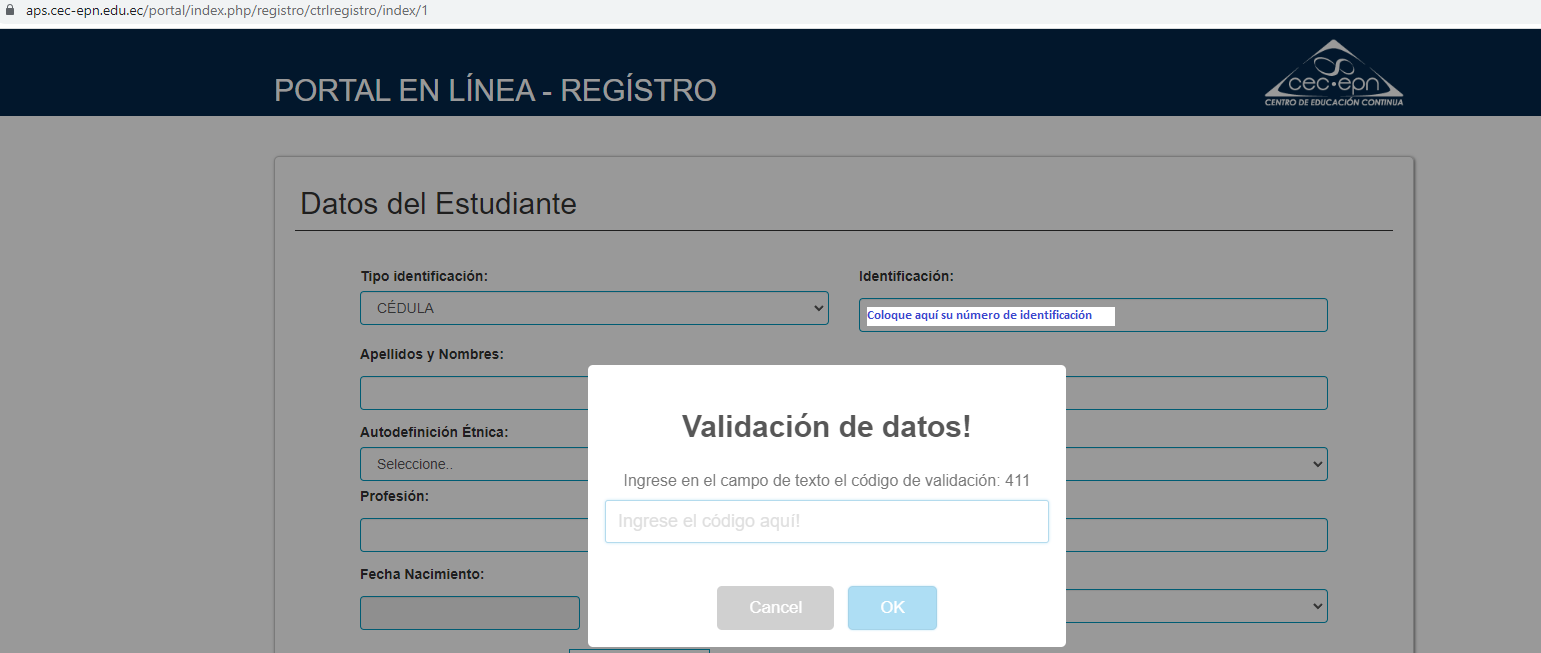 aps.cec-epn.edu.ec/portal/index.php/registro/ctrlregistro/index/1
PORTAL EN LÍNEA - REGÍSTRO
cec-epn
CENTRO DE EDUCACIÓN CONTINUA
Datos del Estudiante
Tipo identificación:
Identificación:
CÉDULA
Coloque aquí su número de identificación
Apellidos y Nombres:
Autodefinición Étnica:
Seleccione..
Profesión:
Fecha Nacimiento:
Validación de datos!
Ingrese en el campo de texto el código de validación: 411
Ingrese el código aquí!
Cancel
OK